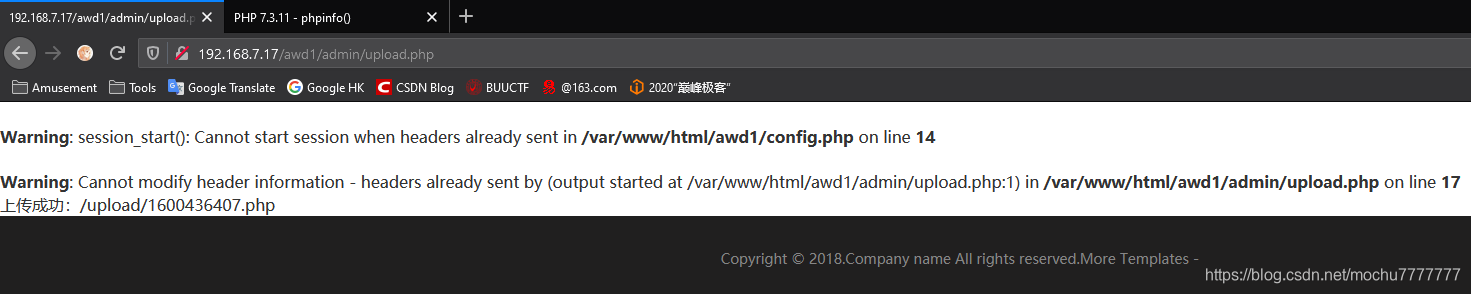 192.168.7.17/awd1/admin/upload.p
PHP 7.3.11 - phpinfo()
192.168.7.17/awd1/admin/upload.php
Amusement Tools Google Translate Google HK CSDN Blog BUUCTF @163.com 2020"巅峰极客"
Warning: session_start(): Cannot start session when headers already sent in /var/www/html/awd1/config.php on line 14
Warning: Cannot modify header information - headers already sent by (output started at /var/www/html/awd1/admin/upload.php:1) in /var/www/html/awd1/admin/upload.php on line 17
上传成功：/upload/1600436407.php
Copyright © 2018.Company name All rights reserved.More Templates -
https://blog.csdn.net/mochu7777777